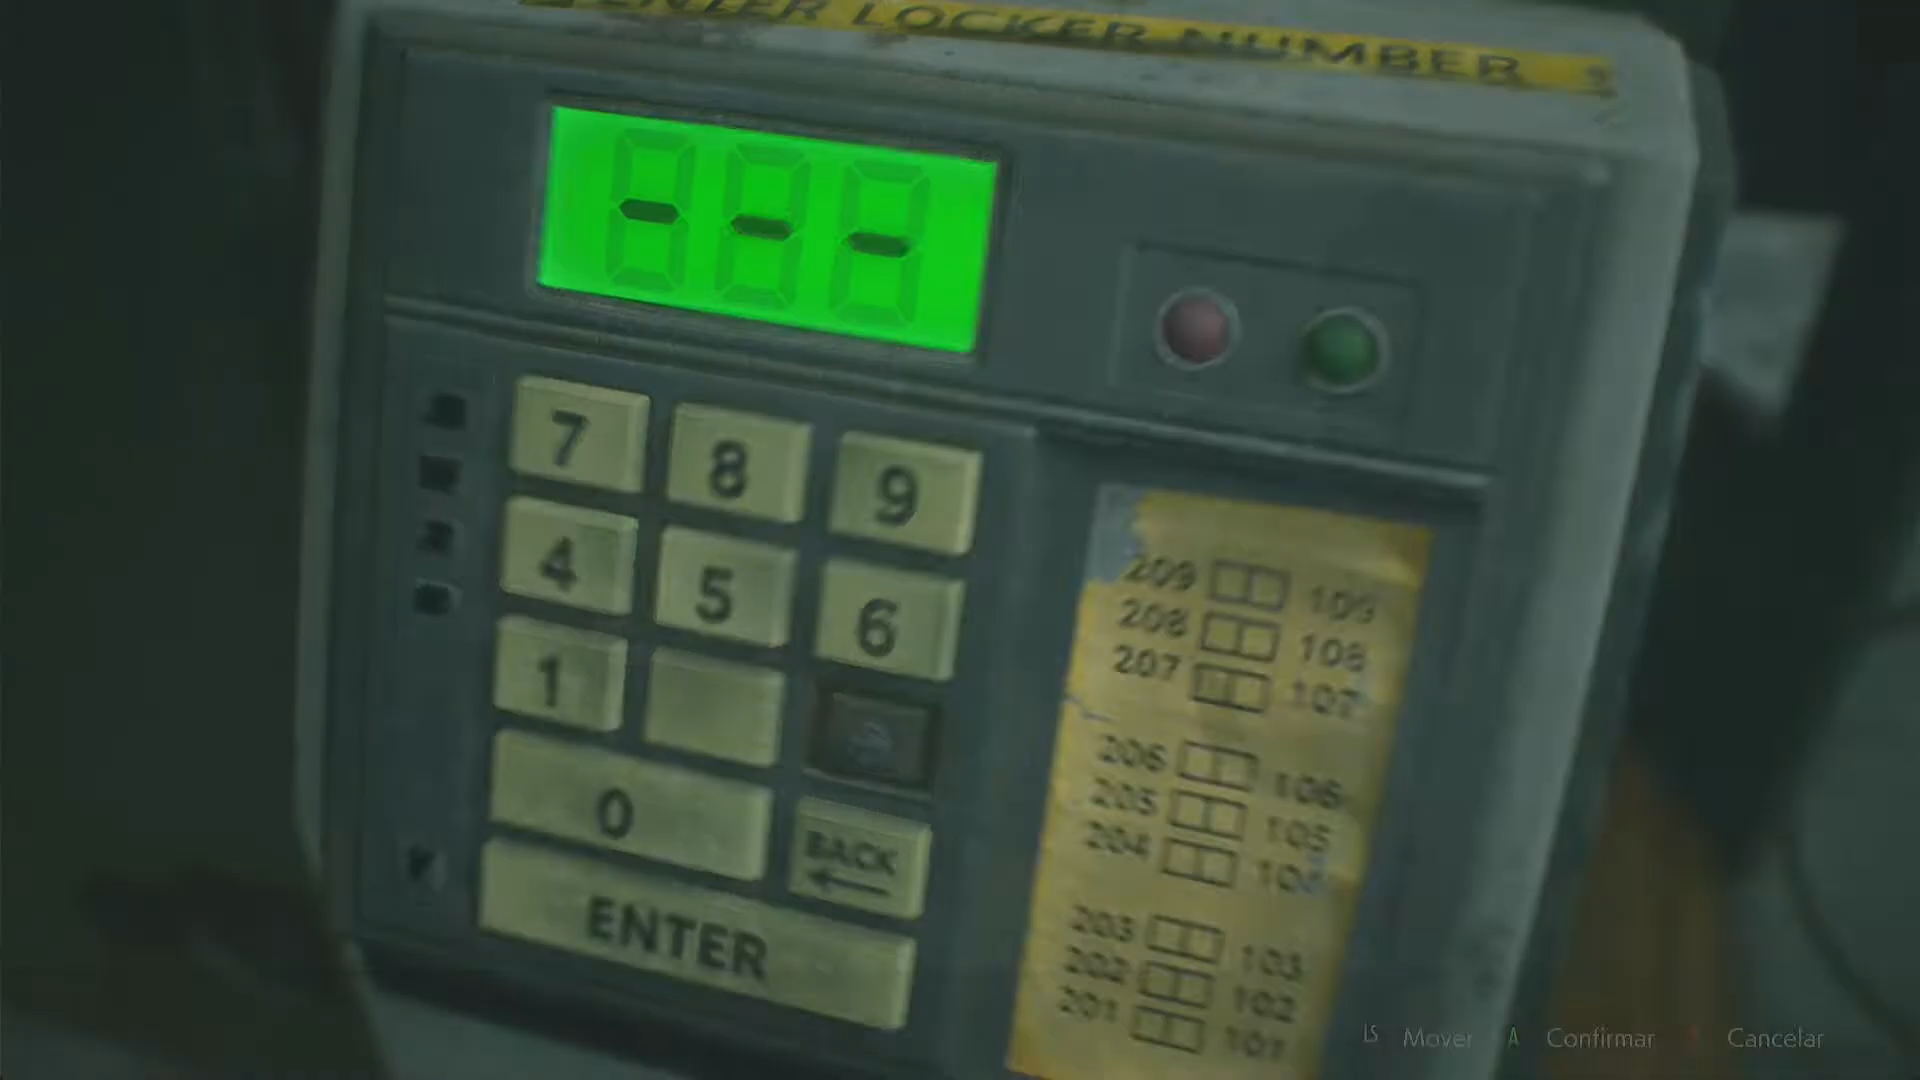 ENTER LOCKER NUMBER
---
7 8 9
4 5 6
1
0 BACK
ENTER
209 109
208 108
207 107
206 106
205 105
204 104
203 103
202 102
201 101
LS Mover A Confirmar Cancelar